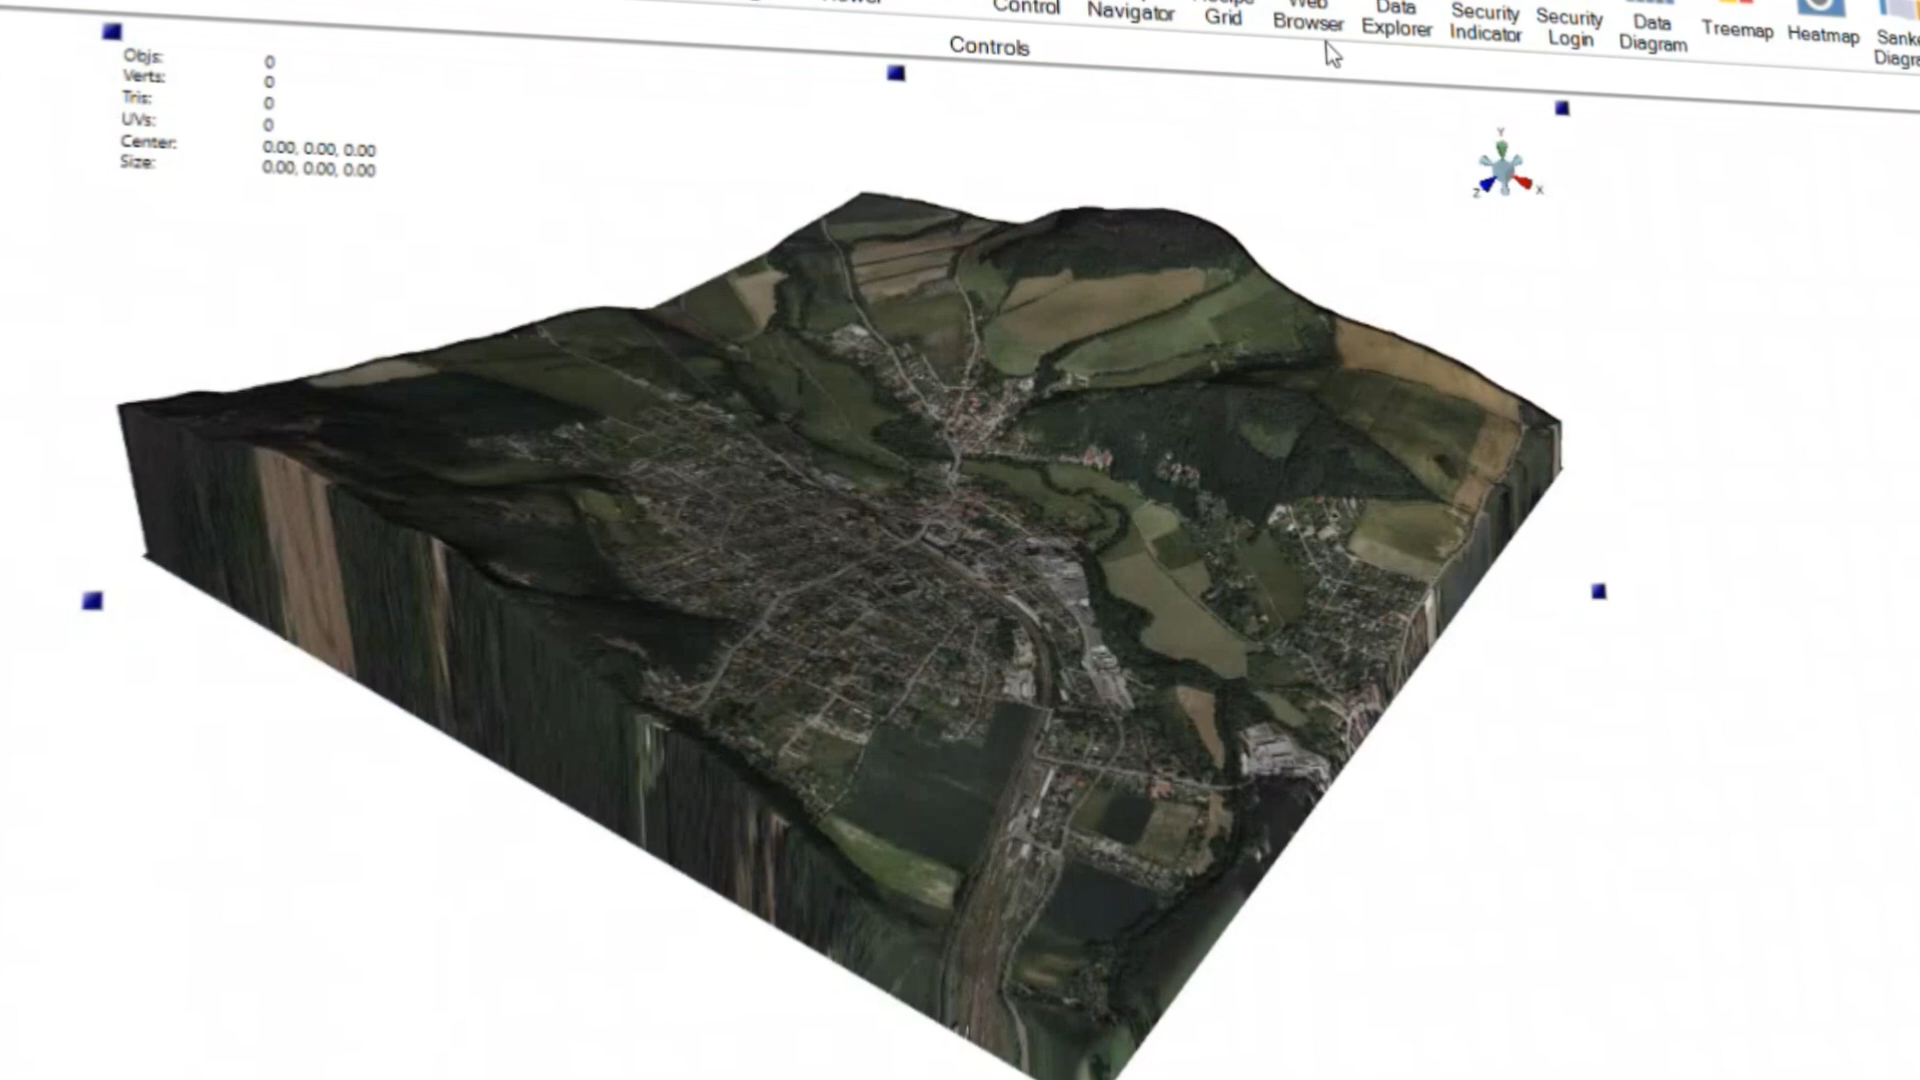 Control
Navigator
Grid
Web
Browser
Data
Explorer
Security
Indicator
Security
Login
Data
Diagram
Treemap
Heatmap
Controls
Objs: 0
Verts: 0
Tris: 0
UVs: 0
Center: 0.00, 0.00, 0.00
Size: 0.00, 0.00, 0.00
Y
Z
X